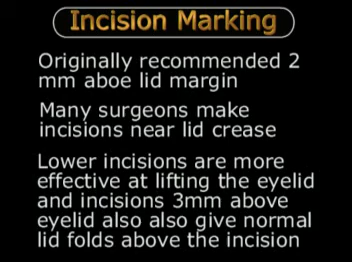 Incision Marking
Originally recommended 2
mm aboe lid margin
Many surgeons make
incisions near lid crease
Lower incisions are more
effective at lifting the eyelid
and incisions 3mm above
eyelid also also give normal
lid folds above the incision